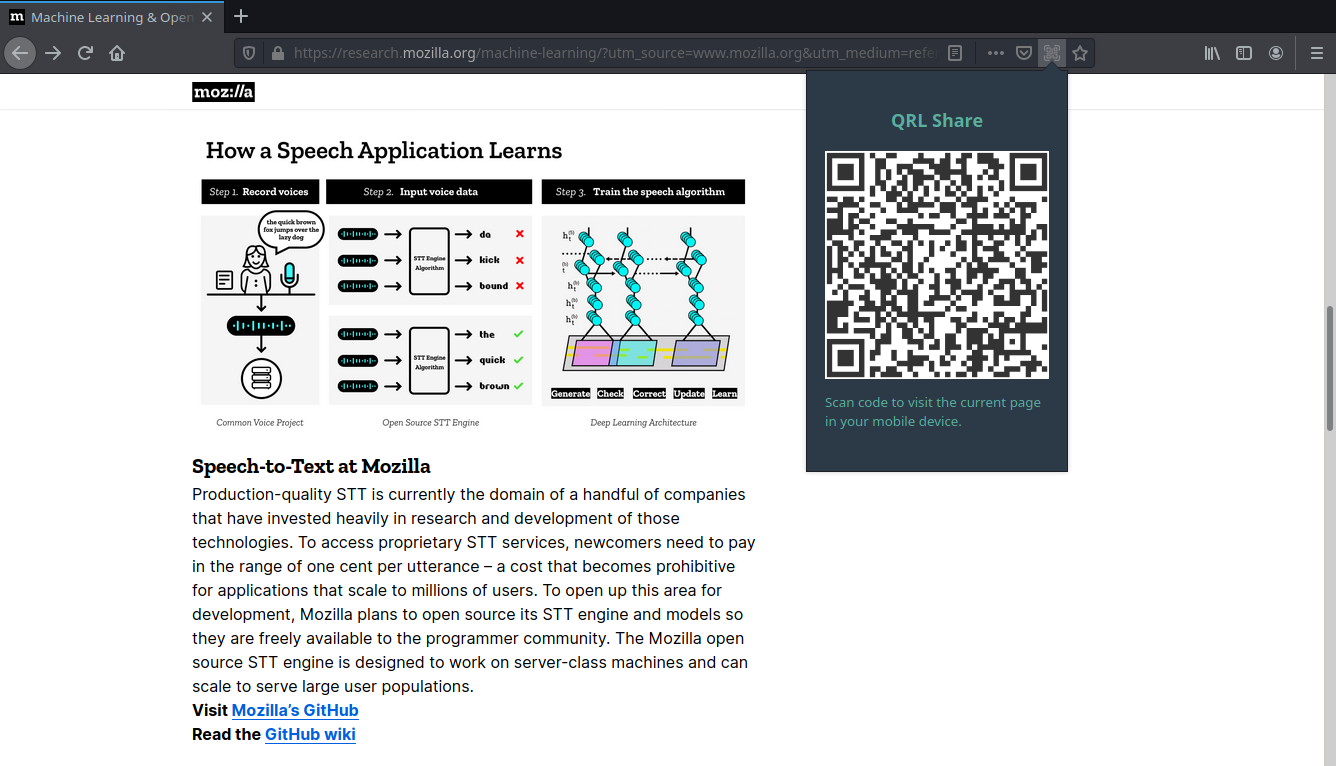 Machine Learning & Open
https://research.mozilla.org/machine-learning/?utm_source=www.mozilla.org&utm_medium=refe
moz://a
QRL Share
Scan code to visit the current page
in your mobile device.
How a Speech Application Learns
Step 1. Record voices
Step 2. Input voice data
Step 3. Train the speech algorithm
the quick brown
fox jumps over the
lazy dog
STT Engine
Algorithm
da
kick
bound
STT Engine
Algorithm
the
quick
brown
Generate Check Correct Update Learn
Common Voice Project
Open Source STT Engine
Deep Learning Architecture
Speech-to-Text at Mozilla
Production-quality STT is currently the domain of a handful of companies
that have invested heavily in research and development of those
technologies. To access proprietary STT services, newcomers need to pay
in the range of one cent per utterance – a cost that becomes prohibitive
for applications that scale to millions of users. To open up this area for
development, Mozilla plans to open source its STT engine and models so
they are freely available to the programmer community. The Mozilla open
source STT engine is designed to work on server-class machines and can
scale to serve large user populations.
Visit Mozilla’s GitHub
Read the GitHub wiki